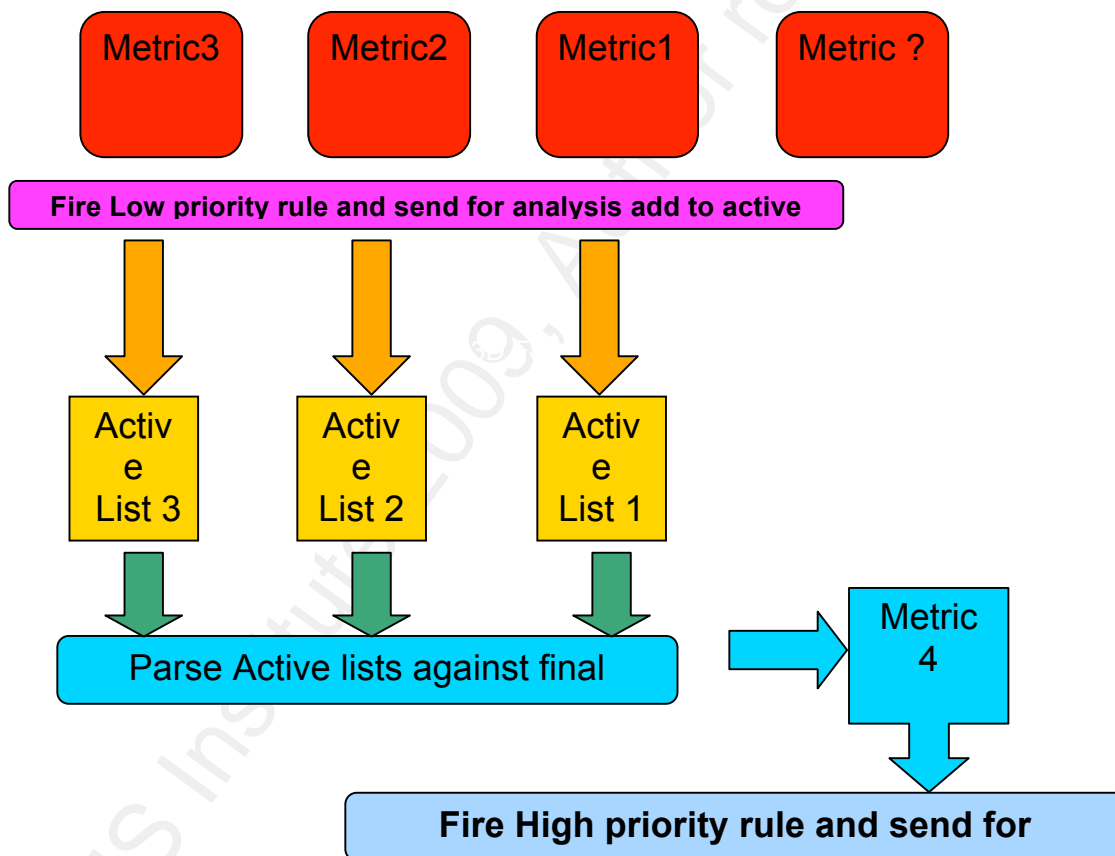 Metric3
Metric2
Metric1
Metric ?
Fire Low priority rule and send for analysis add to active
Activ
e
List 3
Activ
e
List 2
Activ
e
List 1
Parse Active lists against final
Metric
4
Fire High priority rule and send for
Institute 2009,